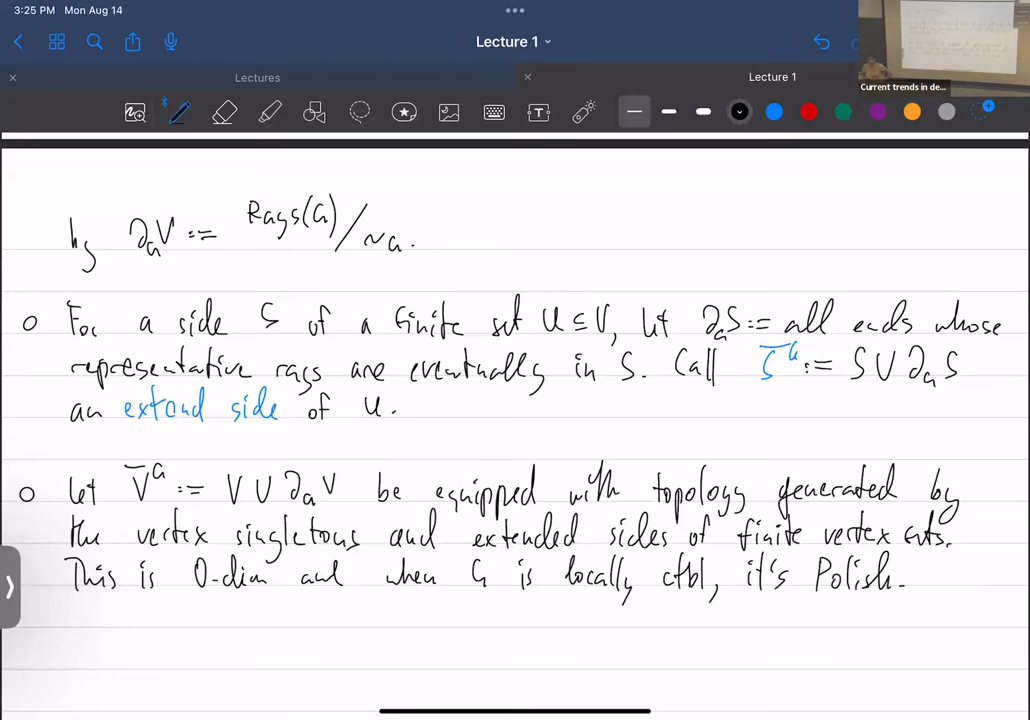 3:25 PM Mon Aug 14
Lecture 1
Lectures
Lecture 1
Current trends in de...
by ∂_G V := Rays(G)/~_G.
○ For a side S of a finite set U ⊆ V, let ∂_G S := all ends whose
representative rays are eventually in S. Call S̄^G := S ∪ ∂_G S
an extend side of U.
○ Let V̄^G := V ∪ ∂_G V be equipped with topology generated by
the vertex singletons and extended sides of finite vertex cuts.
This is 0-dim and when G is locally ctbl, it's Polish.